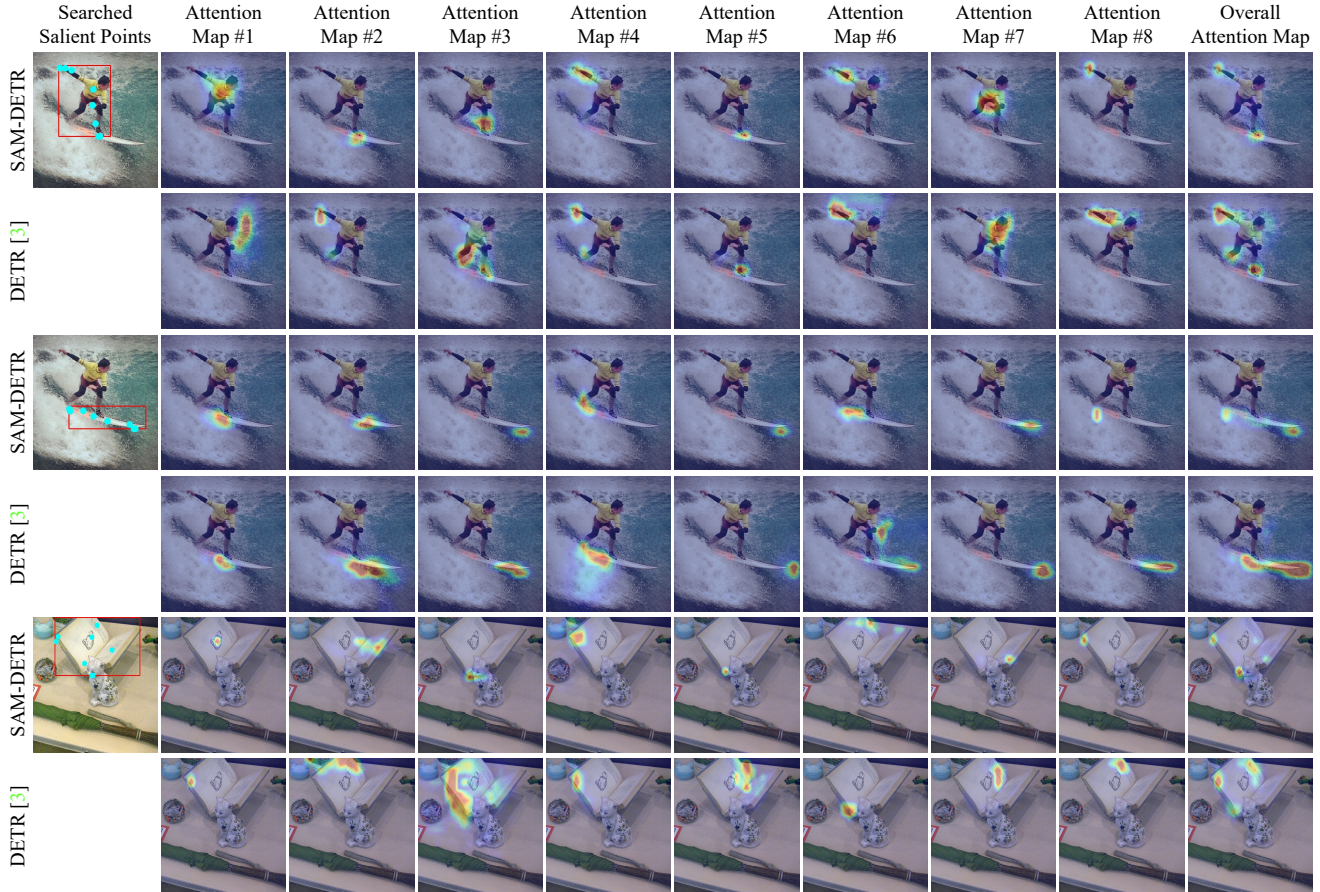 Searched Salient Points
Attention Map #1
Attention Map #2
Attention Map #3
Attention Map #4
Attention Map #5
Attention Map #6
Attention Map #7
Attention Map #8
Overall Attention Map
SAM-DETR
DETR [3]
SAM-DETR
DETR [3]
SAM-DETR
DETR [3]